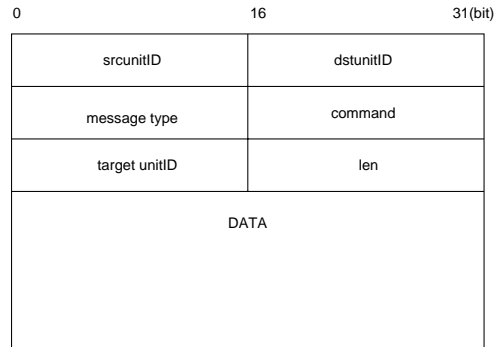 0 16 31(bit)
srcunitID dstunitID
message type command
target unitID len
DATA